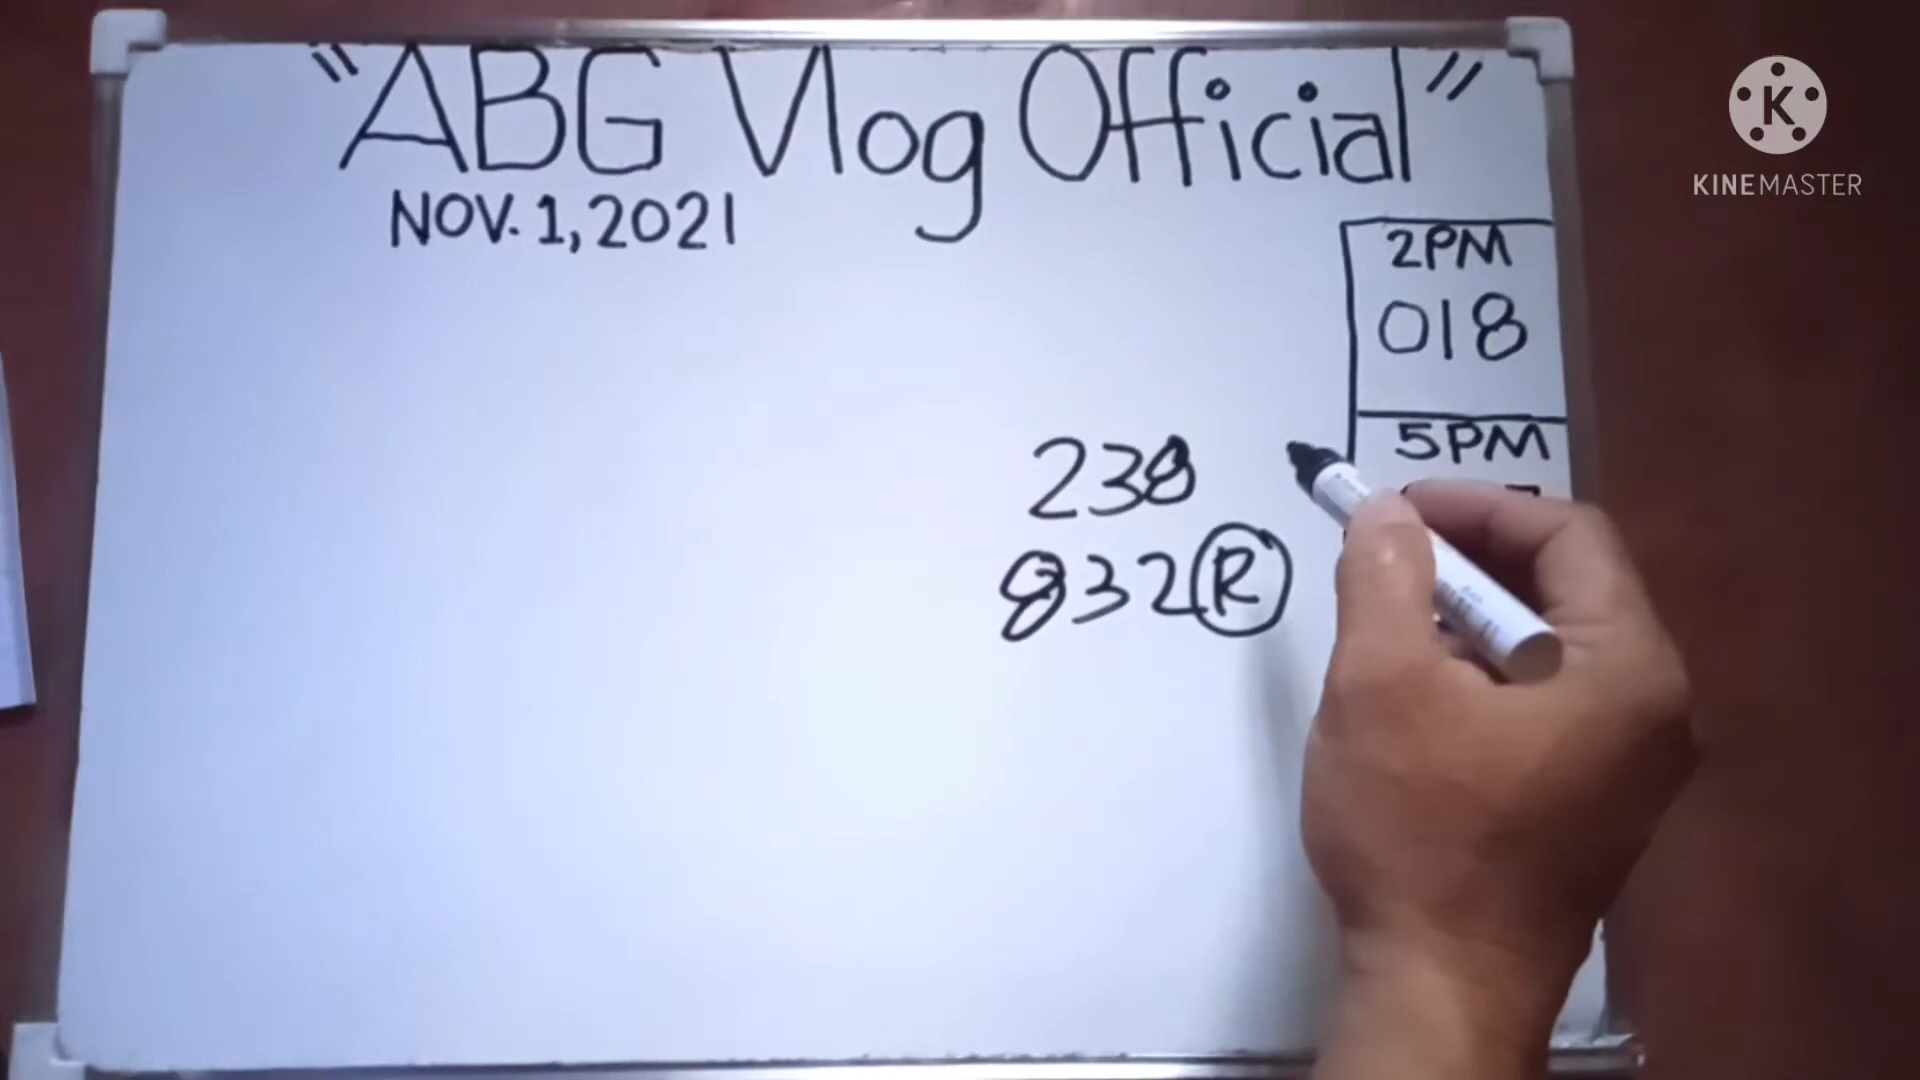 "ABG Vlog Official"
NOV. 1, 2021
KINEMASTER
2PM
018
5PM
238
832 R